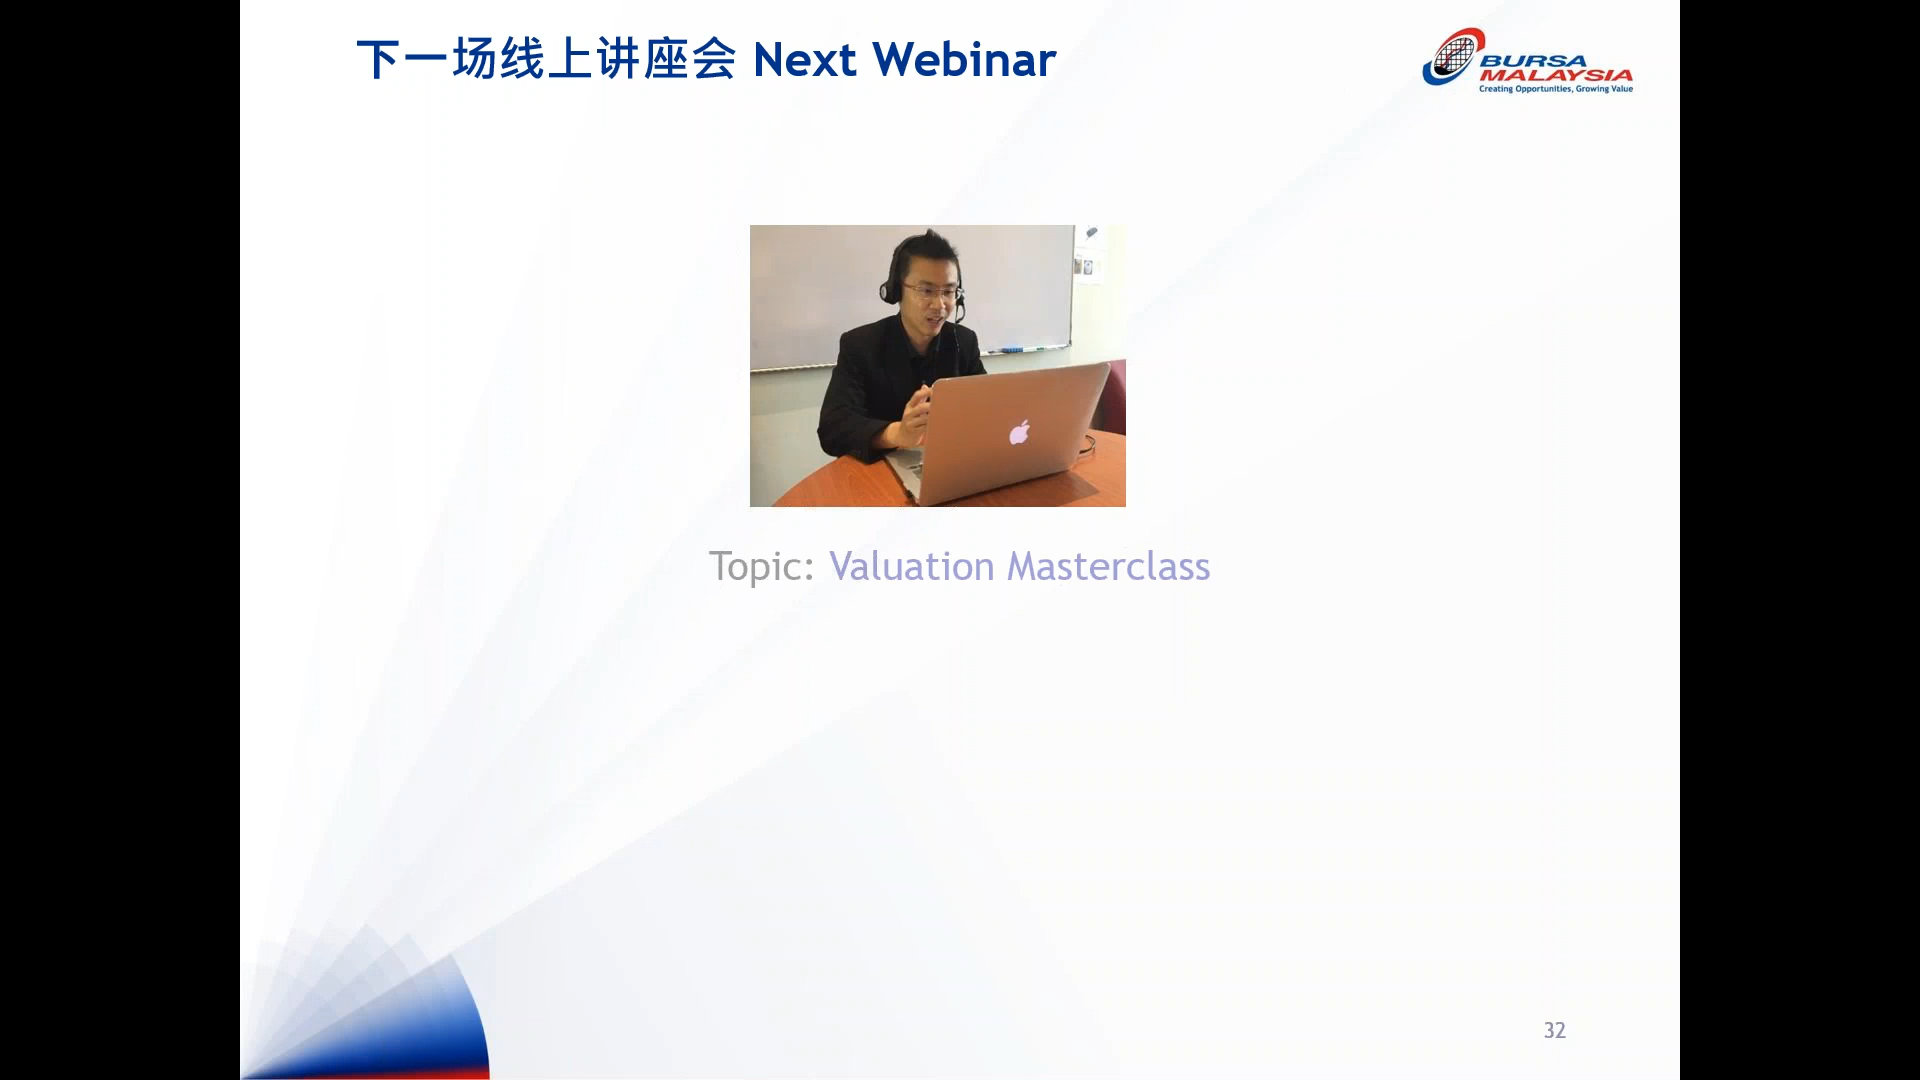 下一场线上讲座会 Next Webinar
BURSA
MALAYSIA
Creating Opportunities, Growing Value
Topic: Valuation Masterclass
32